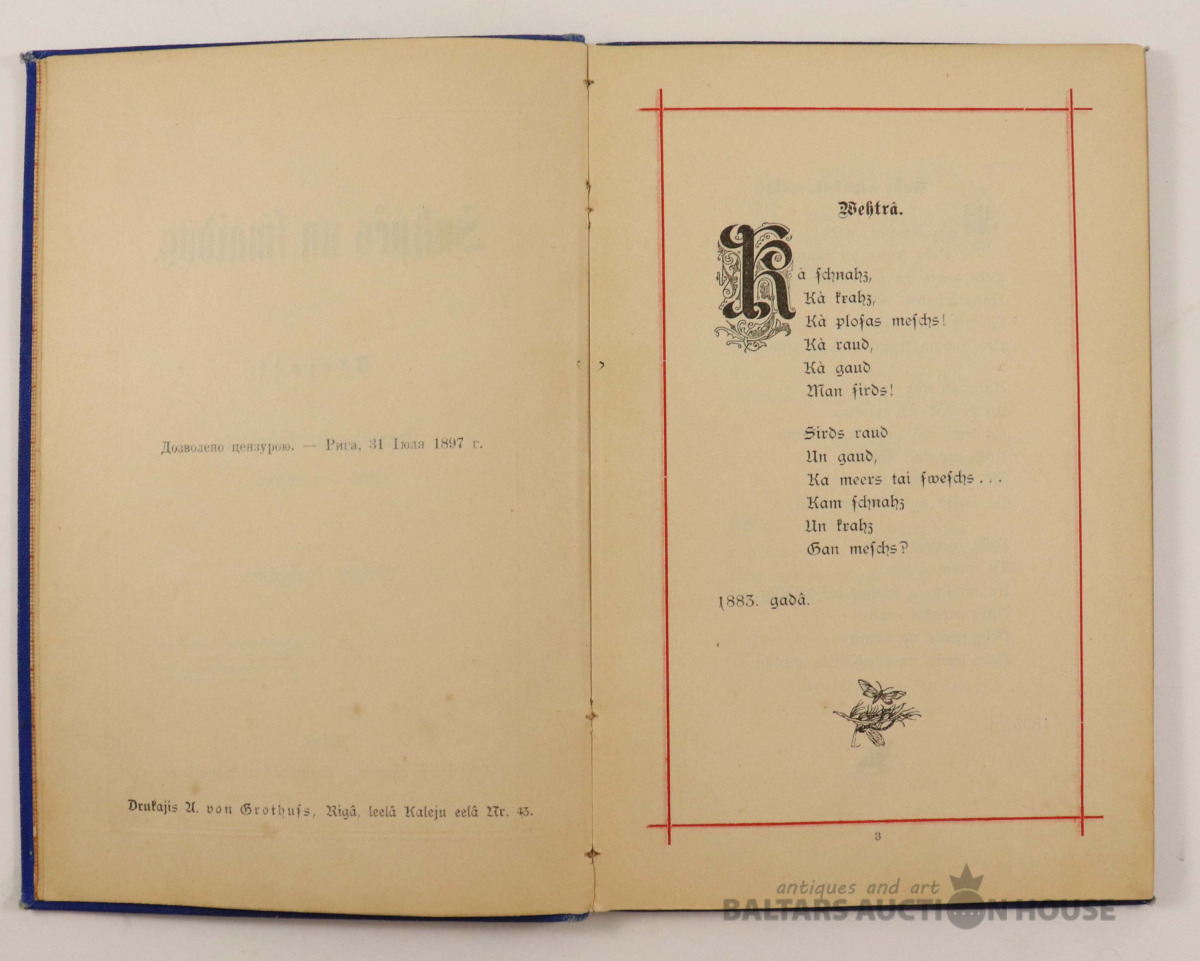 Дозволено цензурою. — Рига, 31 Іюля 1897 г.
Drukajis A. von Grothuſs, Rigâ, leelâ Kaleju eelâ Nr. 43.
Wehtrâ.
Kà ſchnahz,
Kà krahz,
Kà ploſas meſchs!
Kà raud,
Kà gaud
Man ſirds!
Sirds raud
Un gaud,
Ka meers tai ſweſchs...
Kam ſchnahz
Un krahz
Gan meſchs?
1883. gadâ.
3
antiques and art
BALTARS AUCTION HOUSE